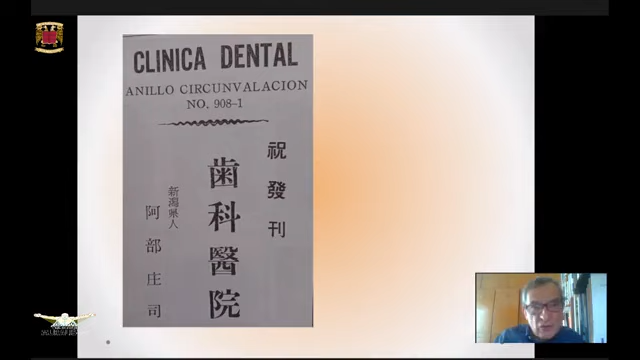 CLINICA DENTAL
ANILLO CIRCUNVALACION
NO. 908-1
祝發刊
歯科醫院
新潟県人
阿部庄司